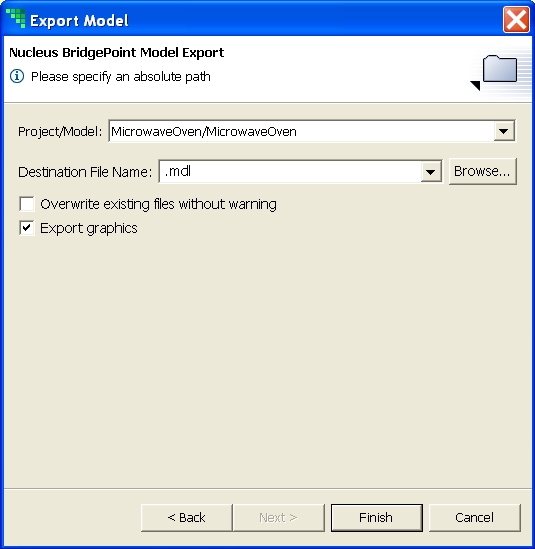 Export Model
Nucleus BridgePoint Model Export
Please specify an absolute path
Project/Model: MicrowaveOven/MicrowaveOven
Destination File Name: .mdl Browse...
Overwrite existing files without warning
Export graphics
< Back Next > Finish Cancel